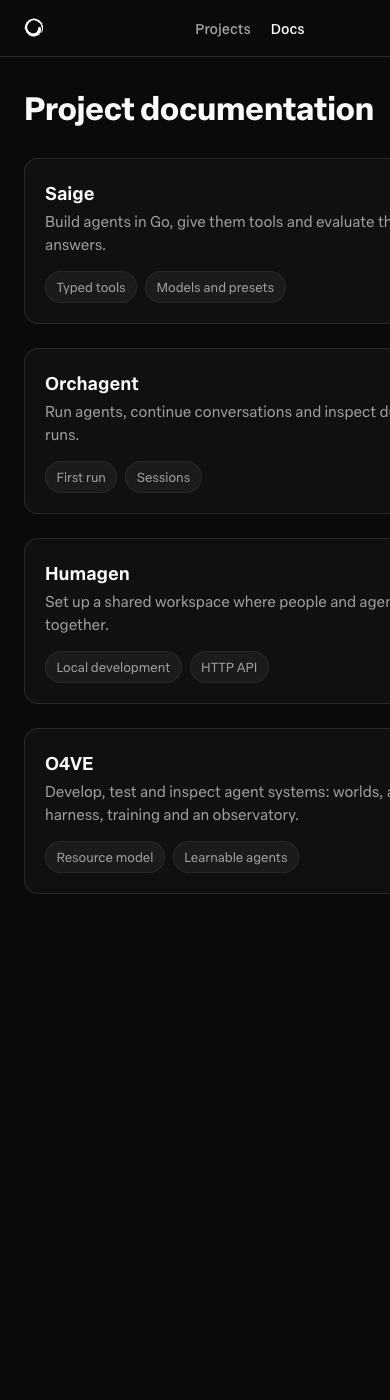 Projects Docs
Project documentation
Saige
Build agents in Go, give them tools and evaluate
answers.
Typed tools Models and presets
Orchagent
Run agents, continue conversations and inspect
runs.
First run Sessions
Humagen
Set up a shared workspace where people and
together.
Local development HTTP API
O4VE
Develop, test and inspect agent systems: worlds,
harness, training and an observatory.
Resource model Learnable agents